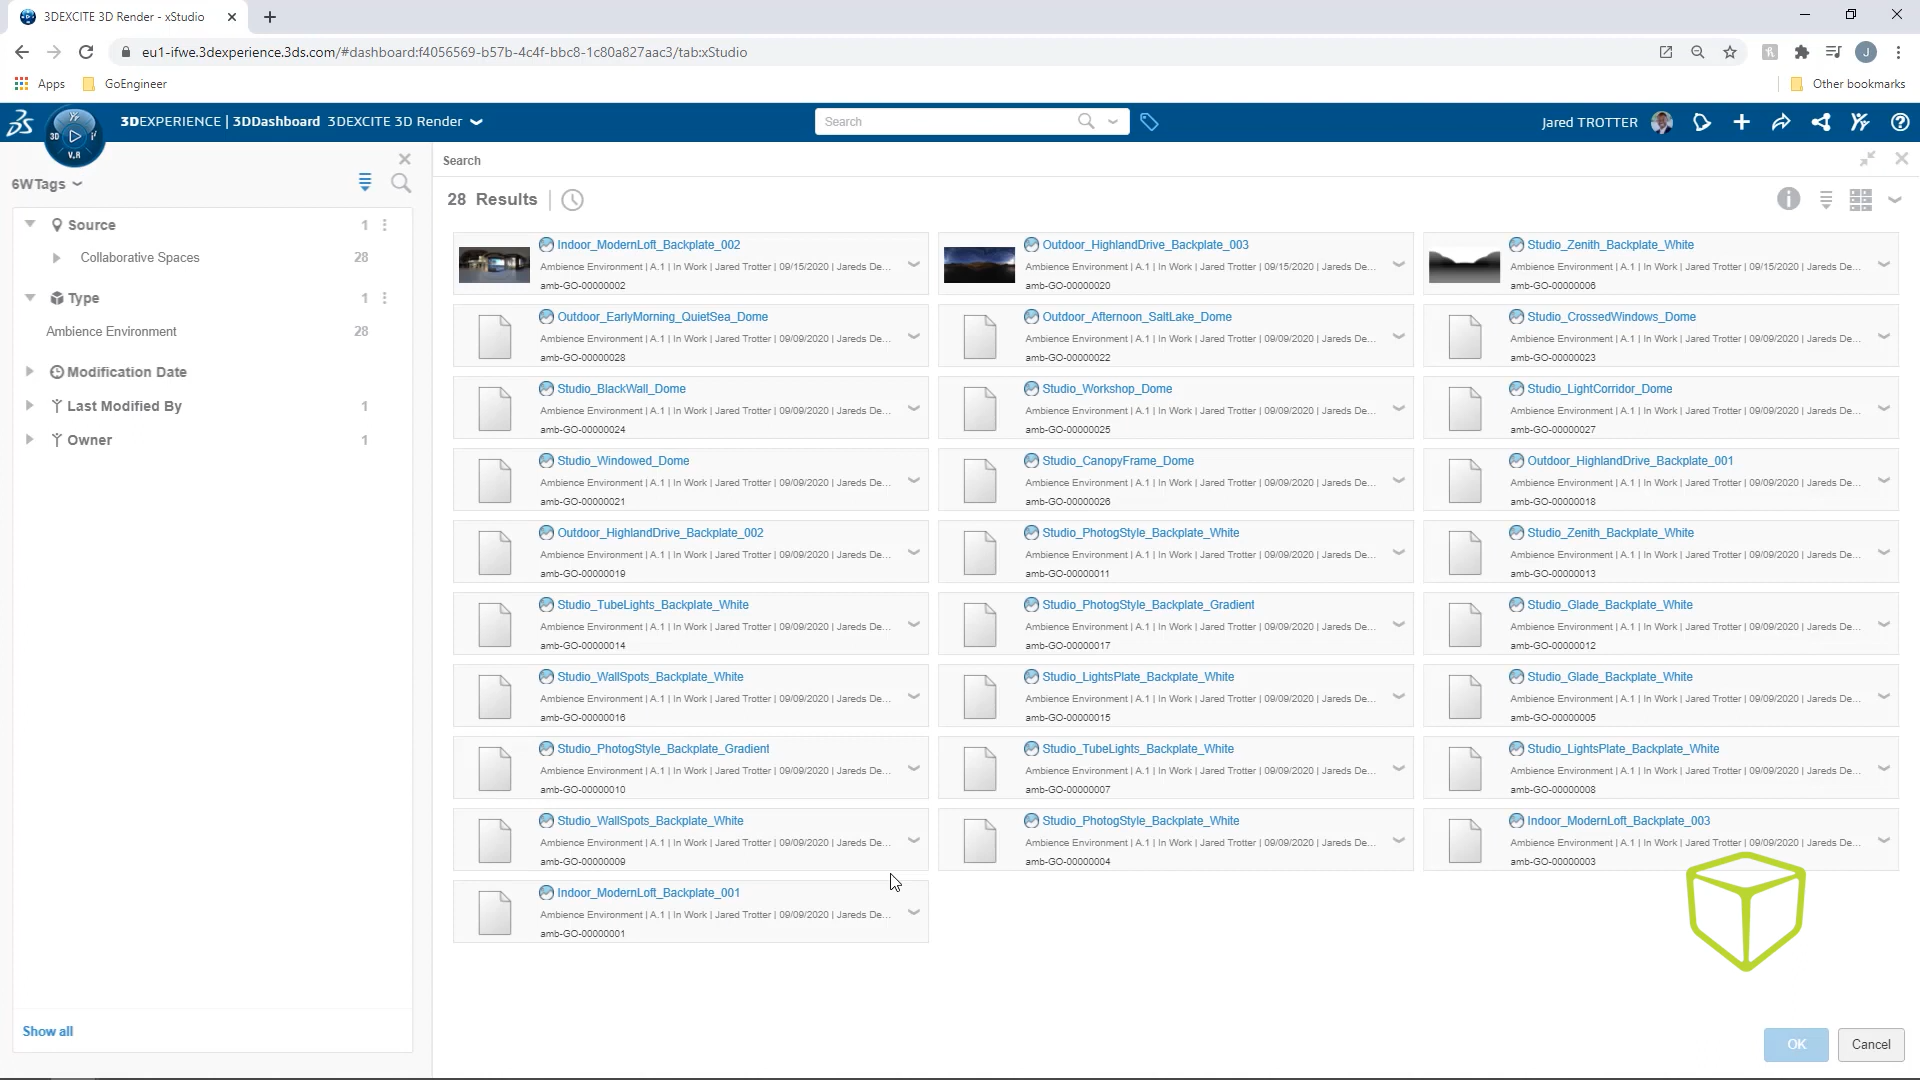 3DEXCITE 3D Render - xStudio
eu1-ifwe.3dexperience.3ds.com/#dashboard:f4056569-b57b-4c4f-bbc8-1c80a827aac3/tab:xStudio
J
Apps
GoEngineer
Other bookmarks
3D
V.R
3DEXPERIENCE | 3DDashboard 3DEXCITE 3D Render
Search
Jared TROTTER
6WTags
Source 1
Collaborative Spaces 28
Type 1
Ambience Environment 28
Modification Date
Last Modified By 1
Owner 1
Show all
Search
28 Results
Indoor_ModernLoft_Backplate_002
Ambience Environment | A.1 | In Work | Jared Trotter | 09/15/2020 | Jareds De...
amb-GO-00000002
Outdoor_HighlandDrive_Backplate_003
Ambience Environment | A.1 | In Work | Jared Trotter | 09/15/2020 | Jareds De...
amb-GO-00000020
Studio_Zenith_Backplate_White
Ambience Environment | A.1 | In Work | Jared Trotter | 09/15/2020 | Jareds De...
amb-GO-00000006
Outdoor_EarlyMorning_QuietSea_Dome
Ambience Environment | A.1 | In Work | Jared Trotter | 09/09/2020 | Jareds De...
amb-GO-00000028
Outdoor_Afternoon_SaltLake_Dome
Ambience Environment | A.1 | In Work | Jared Trotter | 09/09/2020 | Jareds De...
amb-GO-00000022
Studio_CrossedWindows_Dome
Ambience Environment | A.1 | In Work | Jared Trotter | 09/09/2020 | Jareds De...
amb-GO-00000023
Studio_BlackWall_Dome
Ambience Environment | A.1 | In Work | Jared Trotter | 09/09/2020 | Jareds De...
amb-GO-00000024
Studio_Workshop_Dome
Ambience Environment | A.1 | In Work | Jared Trotter | 09/09/2020 | Jareds De...
amb-GO-00000025
Studio_LightCorridor_Dome
Ambience Environment | A.1 | In Work | Jared Trotter | 09/09/2020 | Jareds De...
amb-GO-00000027
Studio_Windowed_Dome
Ambience Environment | A.1 | In Work | Jared Trotter | 09/09/2020 | Jareds De...
amb-GO-00000021
Studio_CanopyFrame_Dome
Ambience Environment | A.1 | In Work | Jared Trotter | 09/09/2020 | Jareds De...
amb-GO-00000026
Outdoor_HighlandDrive_Backplate_001
Ambience Environment | A.1 | In Work | Jared Trotter | 09/09/2020 | Jareds De...
amb-GO-00000018
Outdoor_HighlandDrive_Backplate_002
Ambience Environment | A.1 | In Work | Jared Trotter | 09/09/2020 | Jareds De...
amb-GO-00000019
Studio_PhotogStyle_Backplate_White
Ambience Environment | A.1 | In Work | Jared Trotter | 09/09/2020 | Jareds De...
amb-GO-00000011
Studio_Zenith_Backplate_White
Ambience Environment | A.1 | In Work | Jared Trotter | 09/09/2020 | Jareds De...
amb-GO-00000013
Studio_TubeLights_Backplate_White
Ambience Environment | A.1 | In Work | Jared Trotter | 09/09/2020 | Jareds De...
amb-GO-00000014
Studio_PhotogStyle_Backplate_Gradient
Ambience Environment | A.1 | In Work | Jared Trotter | 09/09/2020 | Jareds De...
amb-GO-00000017
Studio_Glade_Backplate_White
Ambience Environment | A.1 | In Work | Jared Trotter | 09/09/2020 | Jareds De...
amb-GO-00000012
Studio_WallSpots_Backplate_White
Ambience Environment | A.1 | In Work | Jared Trotter | 09/09/2020 | Jareds De...
amb-GO-00000016
Studio_LightsPlate_Backplate_White
Ambience Environment | A.1 | In Work | Jared Trotter | 09/09/2020 | Jareds De...
amb-GO-00000015
Studio_Glade_Backplate_White
Ambience Environment | A.1 | In Work | Jared Trotter | 09/09/2020 | Jareds De...
amb-GO-00000005
Studio_PhotogStyle_Backplate_Gradient
Ambience Environment | A.1 | In Work | Jared Trotter | 09/09/2020 | Jareds De...
amb-GO-00000010
Studio_TubeLights_Backplate_White
Ambience Environment | A.1 | In Work | Jared Trotter | 09/09/2020 | Jareds De...
amb-GO-00000007
Studio_LightsPlate_Backplate_White
Ambience Environment | A.1 | In Work | Jared Trotter | 09/09/2020 | Jareds De...
amb-GO-00000008
Studio_WallSpots_Backplate_White
Ambience Environment | A.1 | In Work | Jared Trotter | 09/09/2020 | Jareds De...
amb-GO-00000009
Studio_PhotogStyle_Backplate_White
Ambience Environment | A.1 | In Work | Jared Trotter | 09/09/2020 | Jareds De...
amb-GO-00000004
Indoor_ModernLoft_Backplate_003
Ambience Environment | A.1 | In Work | Jared Trotter | 09/09/2020 | Jareds De...
amb-GO-00000003
Indoor_ModernLoft_Backplate_001
Ambience Environment | A.1 | In Work | Jared Trotter | 09/09/2020 | Jareds De...
amb-GO-00000001
OK
Cancel